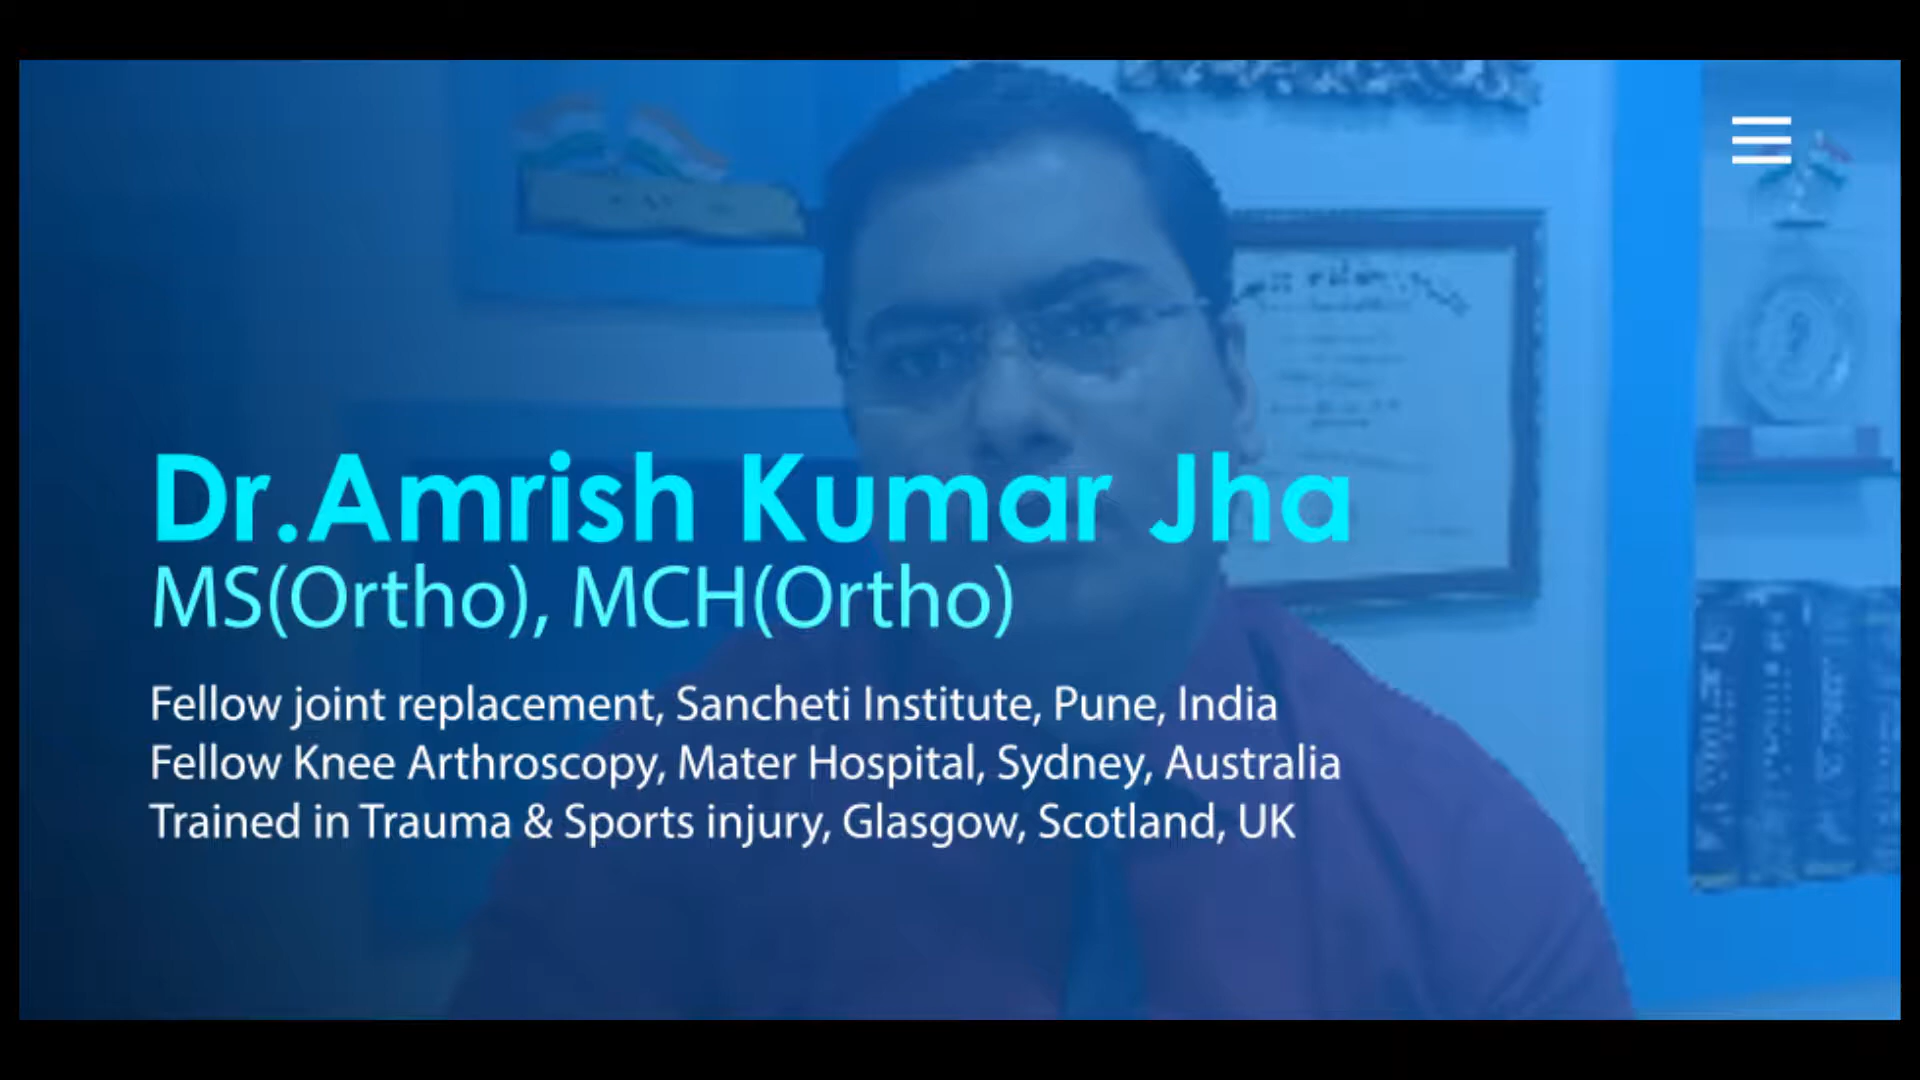 Dr.Amrish Kumar Jha
MS(Ortho), MCH(Ortho)
Fellow joint replacement, Sancheti Institute, Pune, India
Fellow Knee Arthroscopy, Mater Hospital, Sydney, Australia
Trained in Trauma & Sports injury, Glasgow, Scotland, UK